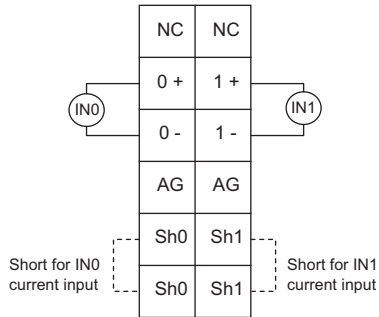 NC NC
0 + 1 +
IN0 IN1
0 - 1 -
AG AG
Sh0 Sh1
Short for IN0
current input
Short for IN1
current input
Sh0 Sh1